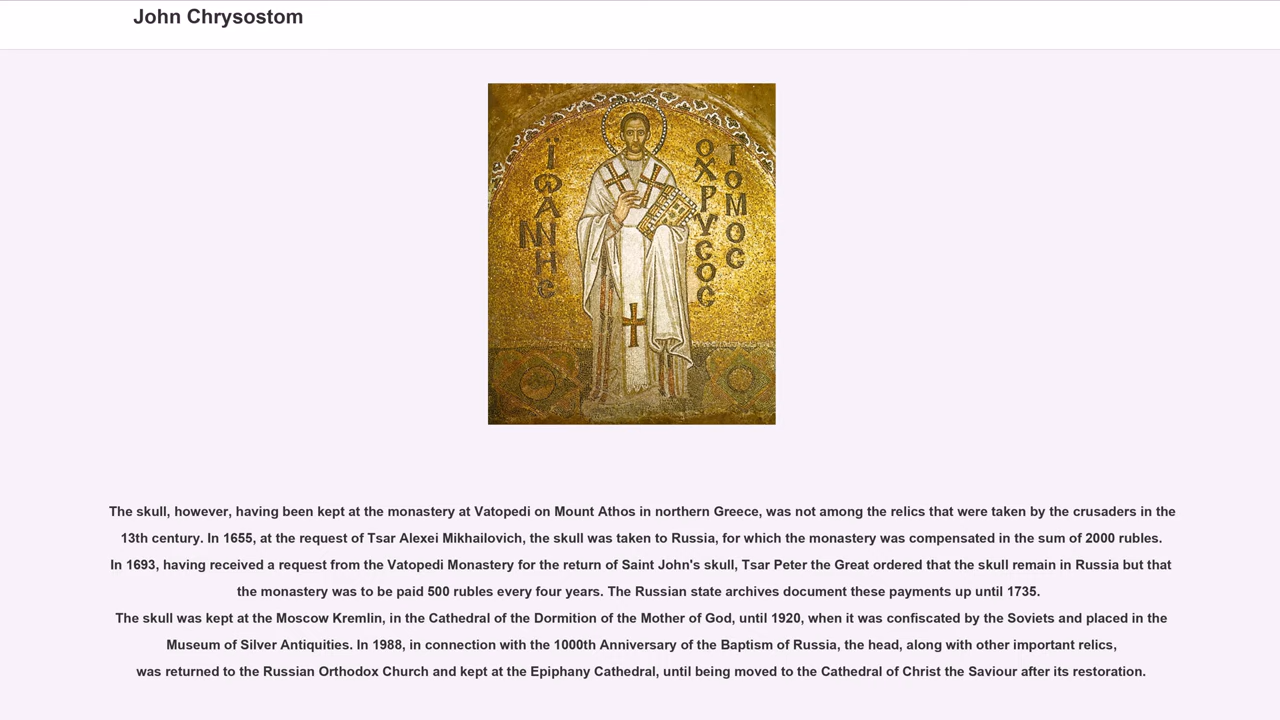 John Chrysostom
Ϊ
ω
Α
ΝΝ
Η
С
Ο
Χ
Ρ
Υ
С
Ο
С
Τ
Ο
Μ
Ο
С
The skull, however, having been kept at the monastery at Vatopedi on Mount Athos in northern Greece, was not among the relics that were taken by the crusaders in the
13th century. In 1655, at the request of Tsar Alexei Mikhailovich, the skull was taken to Russia, for which the monastery was compensated in the sum of 2000 rubles.
In 1693, having received a request from the Vatopedi Monastery for the return of Saint John's skull, Tsar Peter the Great ordered that the skull remain in Russia but that
the monastery was to be paid 500 rubles every four years. The Russian state archives document these payments up until 1735.
The skull was kept at the Moscow Kremlin, in the Cathedral of the Dormition of the Mother of God, until 1920, when it was confiscated by the Soviets and placed in the
Museum of Silver Antiquities. In 1988, in connection with the 1000th Anniversary of the Baptism of Russia, the head, along with other important relics,
was returned to the Russian Orthodox Church and kept at the Epiphany Cathedral, until being moved to the Cathedral of Christ the Saviour after its restoration.